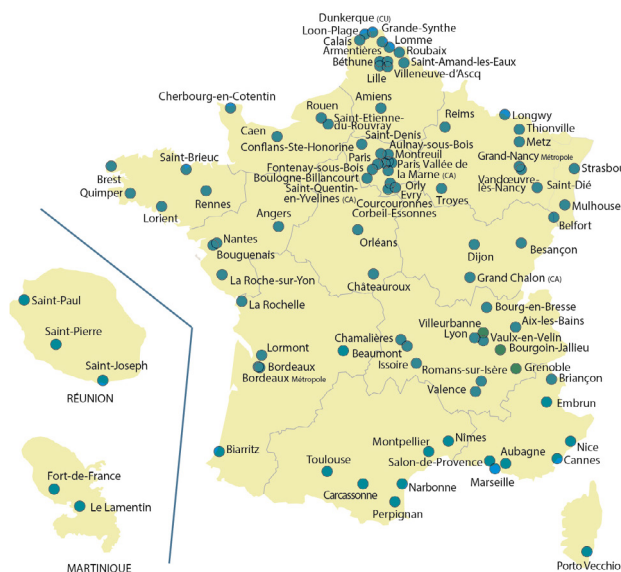 Dunkerque (CU)
Loon-Plage
Grande-Synthe
Calais
Lomme
Armentières
Roubaix
Béthune
Saint-Amand-les-Eaux
Lille
Villeneuve-d'Ascq
Cherbourg-en-Cotentin
Amiens
Rouen
Saint-Etienne-
du-Rouvray
Reims
Longwy
Caen
Thionville
Saint-Denis
Metz
Conflans-Ste-Honorine
Aulnay-sous-Bois
Paris
Montreuil
Grand-Nancy Métropole
Saint-Brieuc
Fontenay-sous-Bois
Paris Vallée de
la Marne (CA)
Strasbou
Brest
Boulogne-Billancourt
Vandœuvre-
lès-Nancy
Saint-Dié
Quimper
Rennes
Saint-Quentin
en-Yvelines (CA)
Orly
Evry
Troyes
Lorient
Courcouronnes
Corbeil-Essonnes
Mulhouse
Belfort
Angers
Nantes
Orléans
Dijon
Besançon
Bouguenais
La Roche-sur-Yon
Châteauroux
Grand Chalon (CA)
Saint-Paul
La Rochelle
Bourg-en-Bresse
Villeurbanne
Aix-les-Bains
Saint-Pierre
Lormont
Chamalières
Lyon
Vaulx-en-Velin
Beaumont
Bourgoin-Jallieu
Saint-Joseph
Bordeaux
Issoire
Romans-sur-Isère
Grenoble
Bordeaux Métropole
Briançon
RÉUNION
Valence
Embrun
Biarritz
Montpellier
Nîmes
Nice
Toulouse
Salon-de-Provence
Aubagne
Cannes
Fort-de-France
Marseille
Carcassonne
Narbonne
Le Lamentin
Perpignan
MARTINIQUE
Porto Vecchio